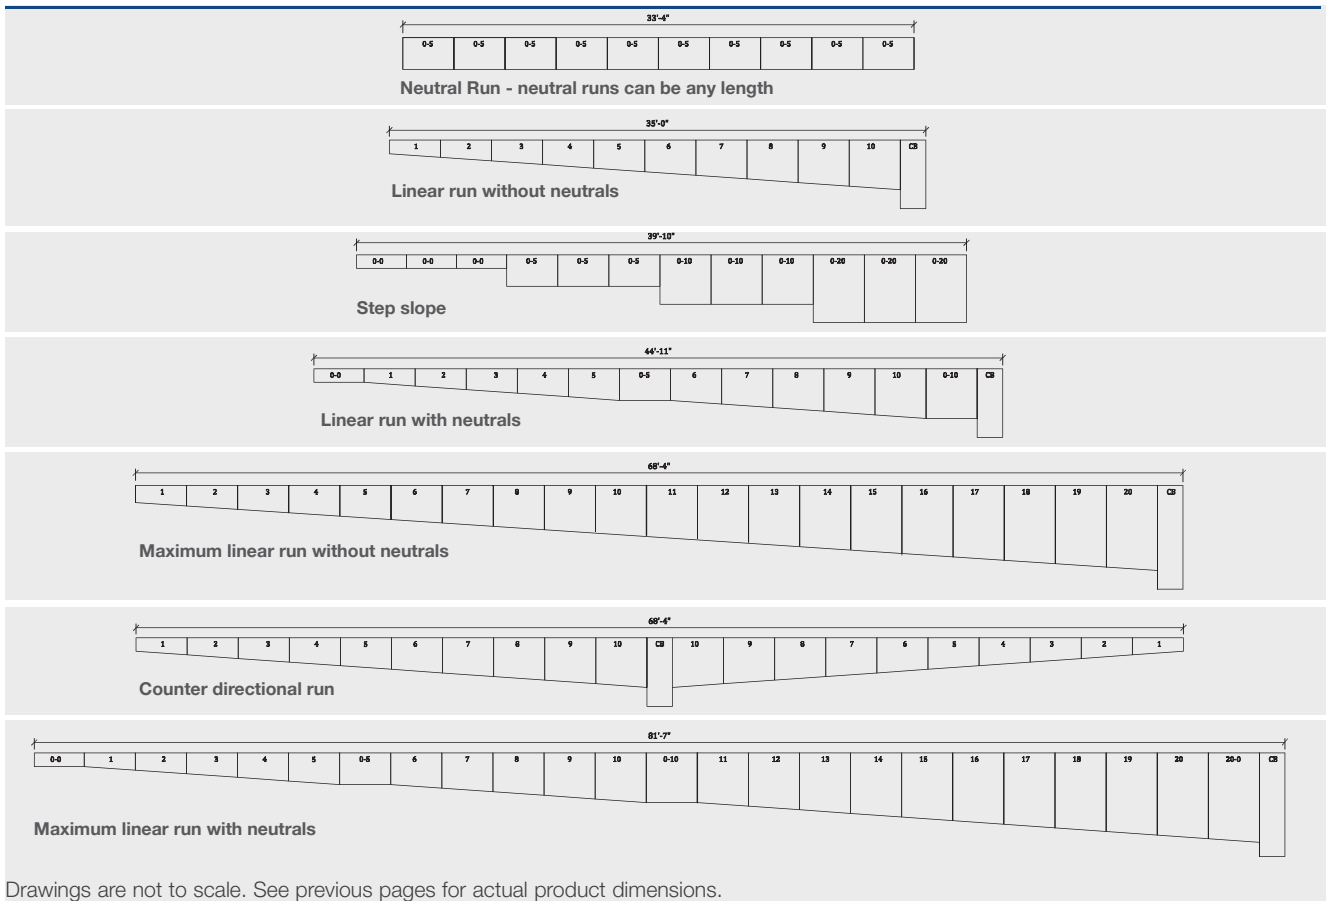 33'-4"
0-5 0-5 0-5 0-5 0-5 0-5 0-5 0-5 0-5 0-5
Neutral Run - neutral runs can be any length
35'-0"
1 2 3 4 5 6 7 8 9 10 CB
Linear run without neutrals
39'-10"
0-0 0-0 0-0 0-5 0-5 0-5 0-10 0-10 0-10 0-20 0-20 0-20
Step slope
44'-11"
0-0 1 2 3 4 5 0-5 6 7 8 9 10 0-10 CB
Linear run with neutrals
68'-4"
1 2 3 4 5 6 7 8 9 10 11 12 13 14 15 16 17 18 19 20 CB
Maximum linear run without neutrals
68'-4"
1 2 3 4 5 6 7 8 9 10 CB 10 9 8 7 6 5 4 3 2 1
Counter directional run
81'-7"
0-0 1 2 3 4 5 0-5 6 7 8 9 10 0-10 11 12 13 14 15 16 17 18 19 20 20-0 CB
Maximum linear run with neutrals
Drawings are not to scale. See previous pages for actual product dimensions.